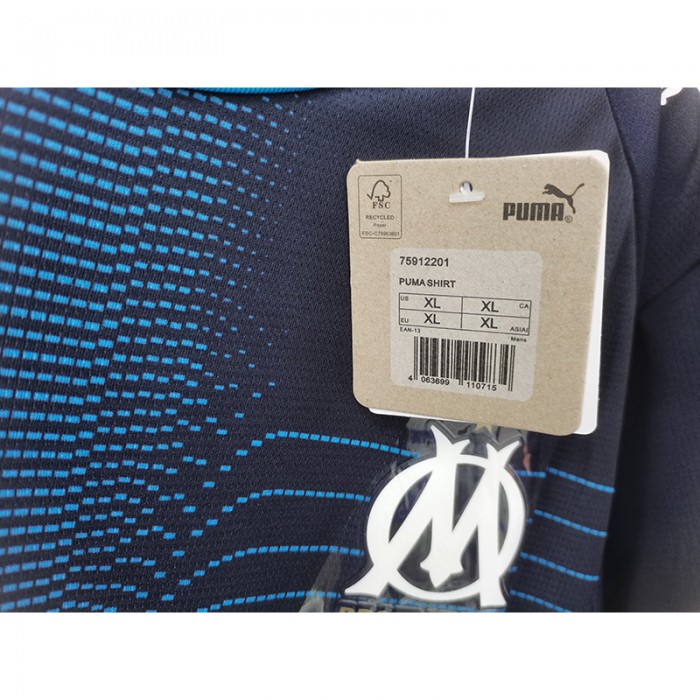 FSC
RECYCLED
Paper
PUMA
75912201
PUMA SHIRT
US XL XL CA
EU XL XL
EAN-13
Mens
4 063699 110715